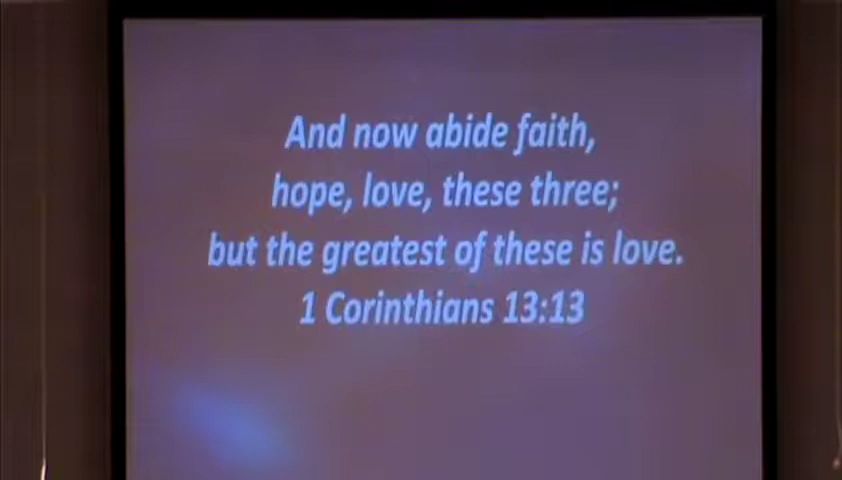 And now abide faith,
hope, love, these three;
but the greatest of these is love.
1 Corinthians 13:13